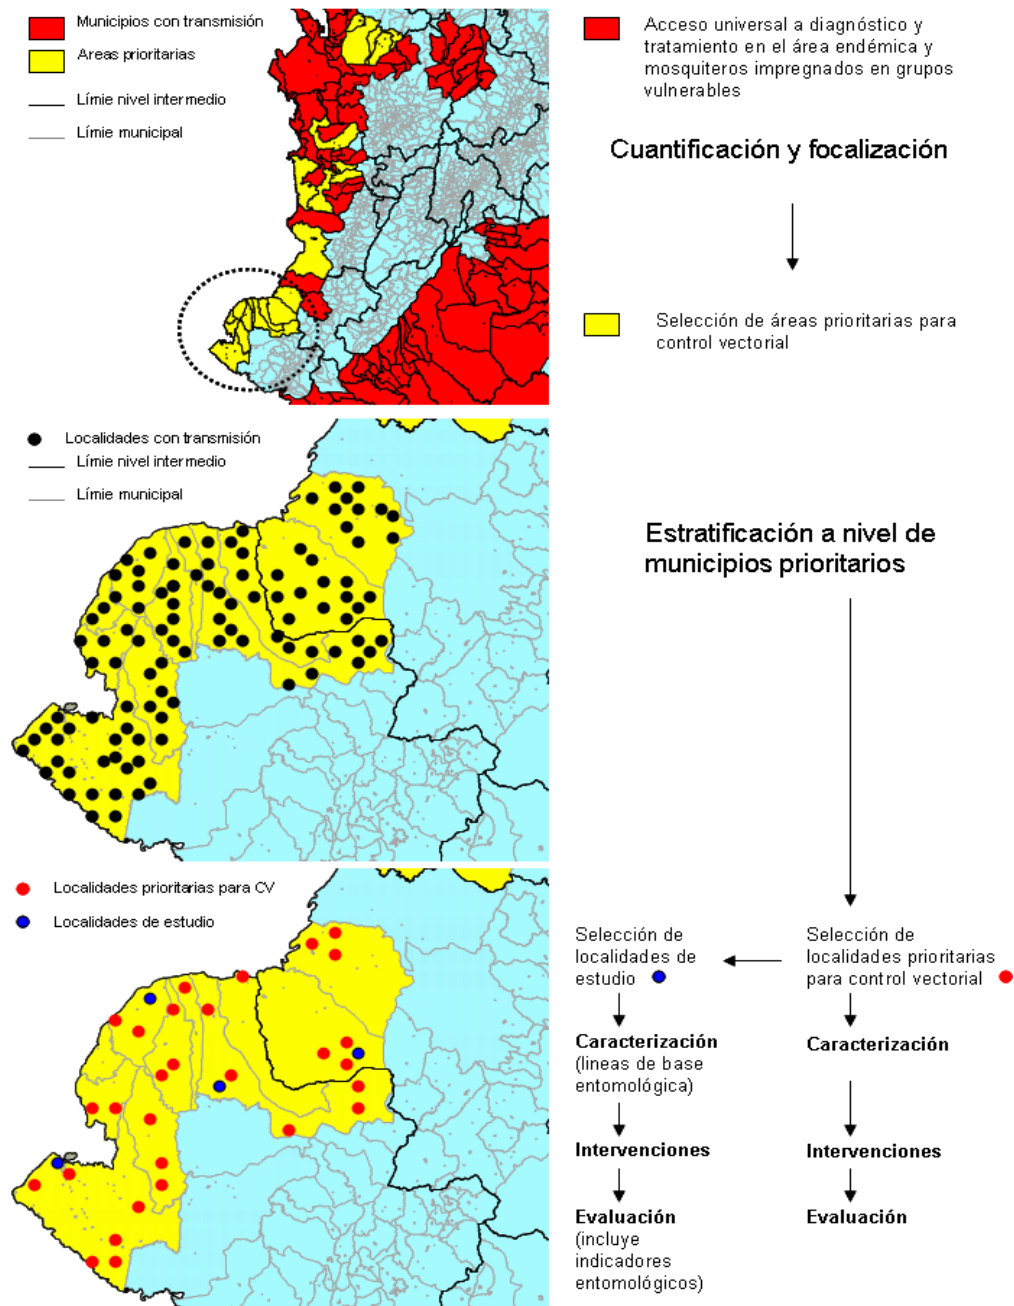 Municipios con transmisión
Areas prioritarias
Límie nivel intermedio
Límie municipal
Acceso universal a diagnóstico y
tratamiento en el área endémica y
mosquiteros impregnados en grupos
vulnerables
Cuantificación y focalización
Selección de áreas prioritarias para
control vectorial
Localidades con transmisión
Límie nivel intermedio
Límie municipal
Estratificación a nivel de
municipios prioritarios
Localidades prioritarias para CV
Localidades de estudio
Selección de
localidades de
estudio
Selección de
localidades prioritarias
para control vectorial
Caracterización
(lineas de base
entomológica)
Caracterización
Intervenciones
Intervenciones
Evaluación
(incluye
indicadores
entomológicos)
Evaluación